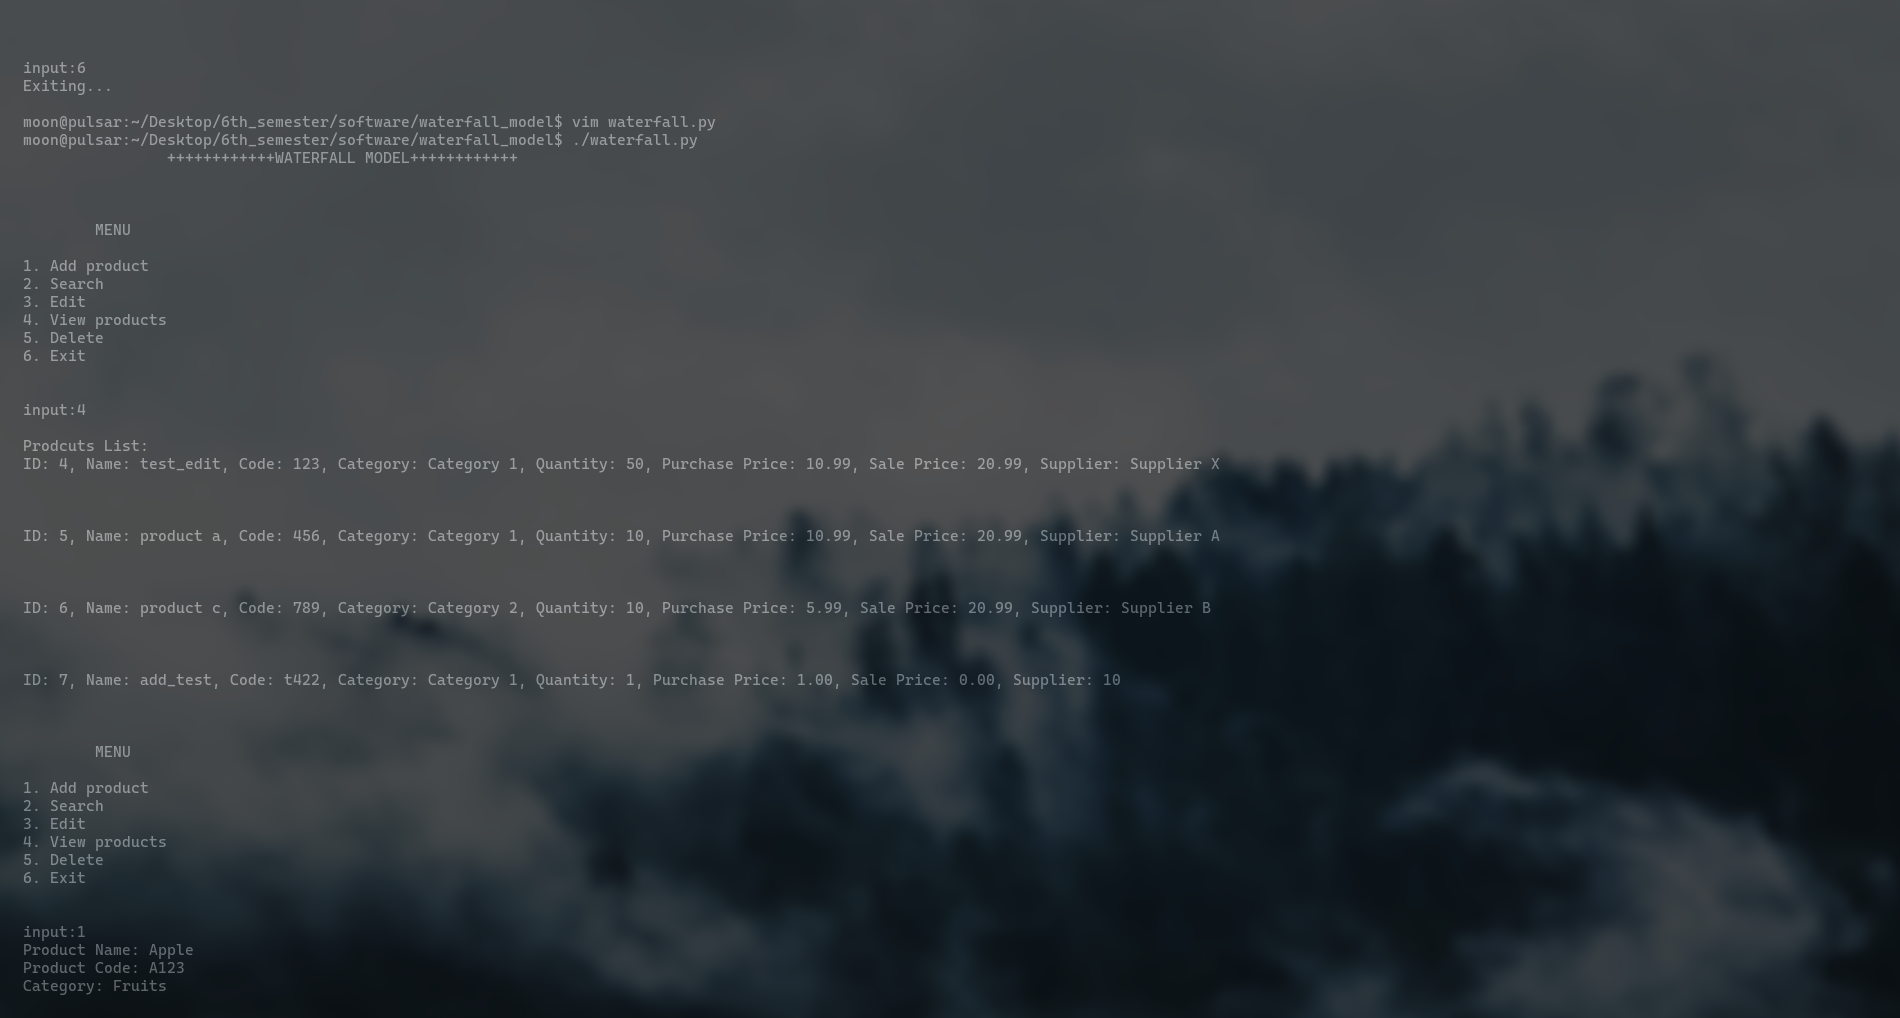 input:6
Exiting...
moon@pulsar:~/Desktop/6th_semester/software/waterfall_model$ vim waterfall.py
moon@pulsar:~/Desktop/6th_semester/software/waterfall_model$ ./waterfall.py
++++++++++++WATERFALL MODEL++++++++++++
MENU
1. Add product
2. Search
3. Edit
4. View products
5. Delete
6. Exit
input:4
Prodcuts List:
ID: 4, Name: test_edit, Code: 123, Category: Category 1, Quantity: 50, Purchase Price: 10.99, Sale Price: 20.99, Supplier: Supplier X
ID: 5, Name: product a, Code: 456, Category: Category 1, Quantity: 10, Purchase Price: 10.99, Sale Price: 20.99, Supplier: Supplier A
ID: 6, Name: product c, Code: 789, Category: Category 2, Quantity: 10, Purchase Price: 5.99, Sale Price: 20.99, Supplier: Supplier B
ID: 7, Name: add_test, Code: t422, Category: Category 1, Quantity: 1, Purchase Price: 1.00, Sale Price: 0.00, Supplier: 10
MENU
1. Add product
2. Search
3. Edit
4. View products
5. Delete
6. Exit
input:1
Product Name: Apple
Product Code: A123
Category: Fruits